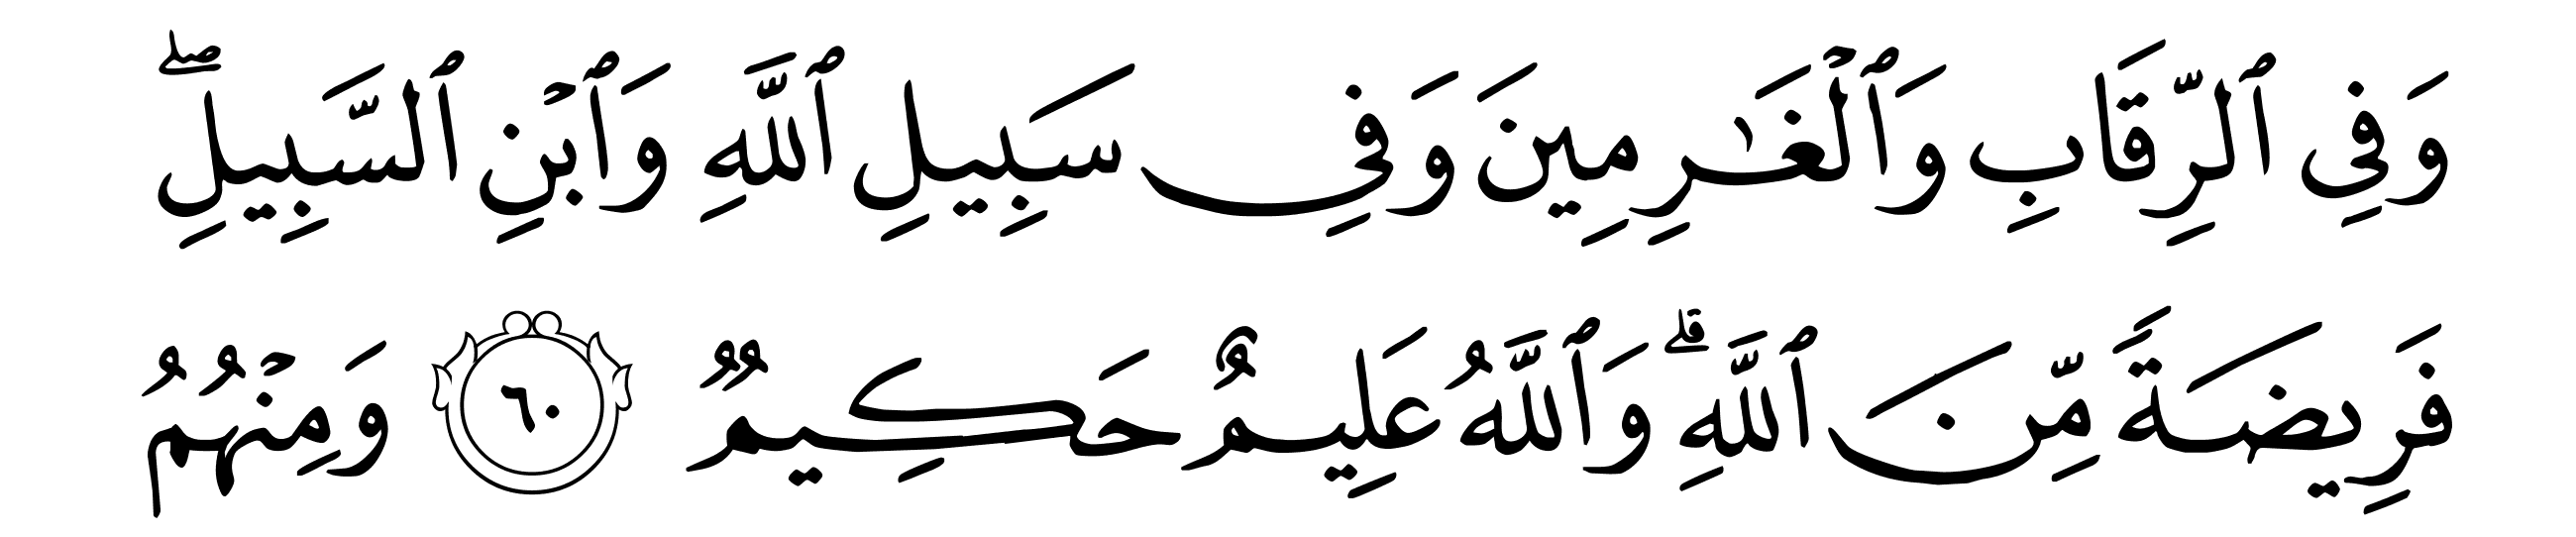 وَفِي ٱلرِّقَابِ وَٱلْغَٰرِمِينَ وَفِي سَبِيلِ ٱللَّهِ وَٱبْنِ ٱلسَّبِيلِۖ
فَرِيضَةً مِّنَ ٱللَّهِۗ وَٱللَّهُ عَلِيمٌ حَكِيمٌ ٦٠ وَمِنْهُمُ